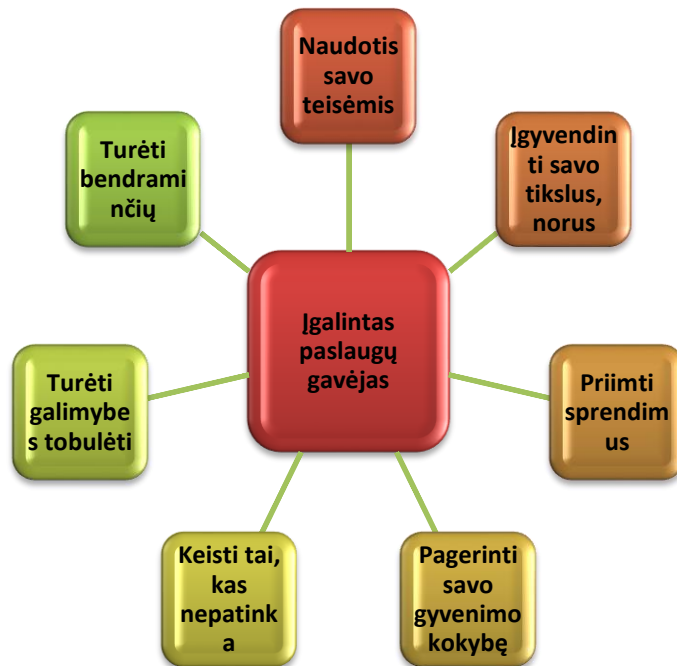 Naudotis
savo
teisėmis
Įgyvendin
ti savo
tikslus,
norus
Priimti
sprendim
us
Pagerinti
savo
gyvenimo
kokybę
Keisti tai,
kas
nepatink
a
Turėti
galimybe
s tobulėti
Turėti
bendrami
nčių
Įgalintas
paslaugų
gavėjas